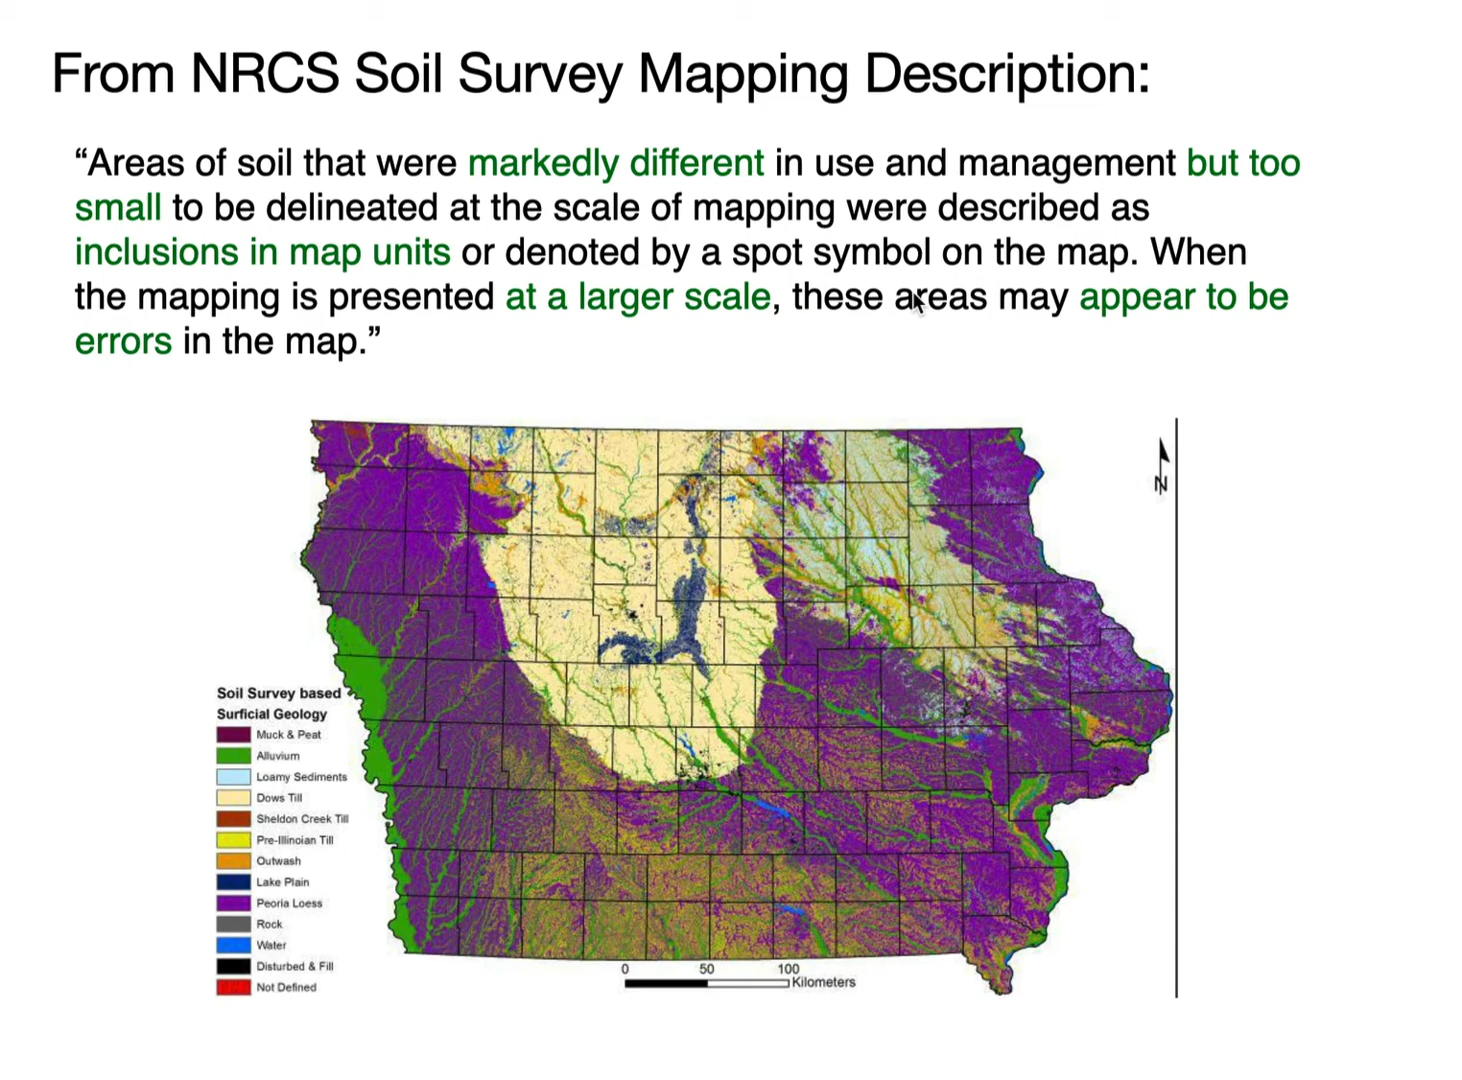 From NRCS Soil Survey Mapping Description:
“Areas of soil that were markedly different in use and management but too
small to be delineated at the scale of mapping were described as
inclusions in map units or denoted by a spot symbol on the map. When
the mapping is presented at a larger scale, these areas may appear to be
errors in the map.”
N
Soil Survey based
Surficial Geology
Muck & Peat
Alluvium
Loamy Sediments
Dows Till
Sheldon Creek Till
Pre-Illinoian Till
Outwash
Lake Plain
Peoria Loess
Rock
Water
Disturbed & Fill
Not Defined
0 50 100
Kilometers